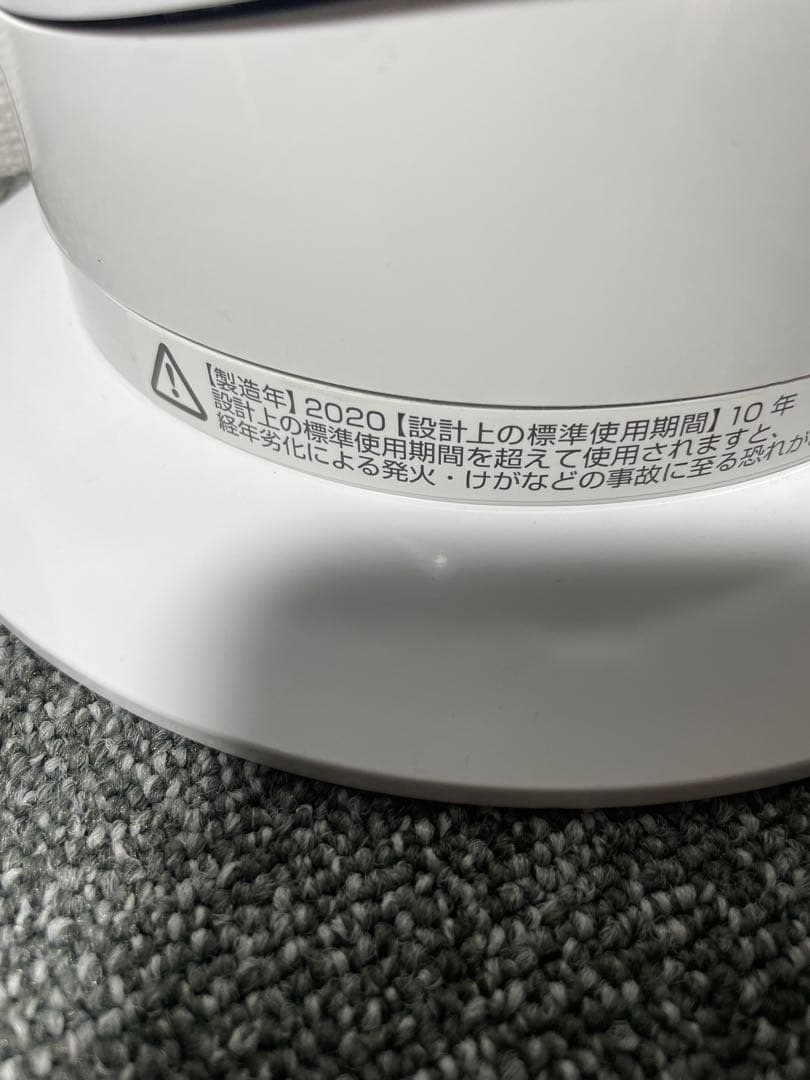 【製造年】2020【設計上の標準使用期間】10年
設計上の標準使用期間を超えて使用されますと、
経年劣化による発火・けがなどの事故に至る恐れが